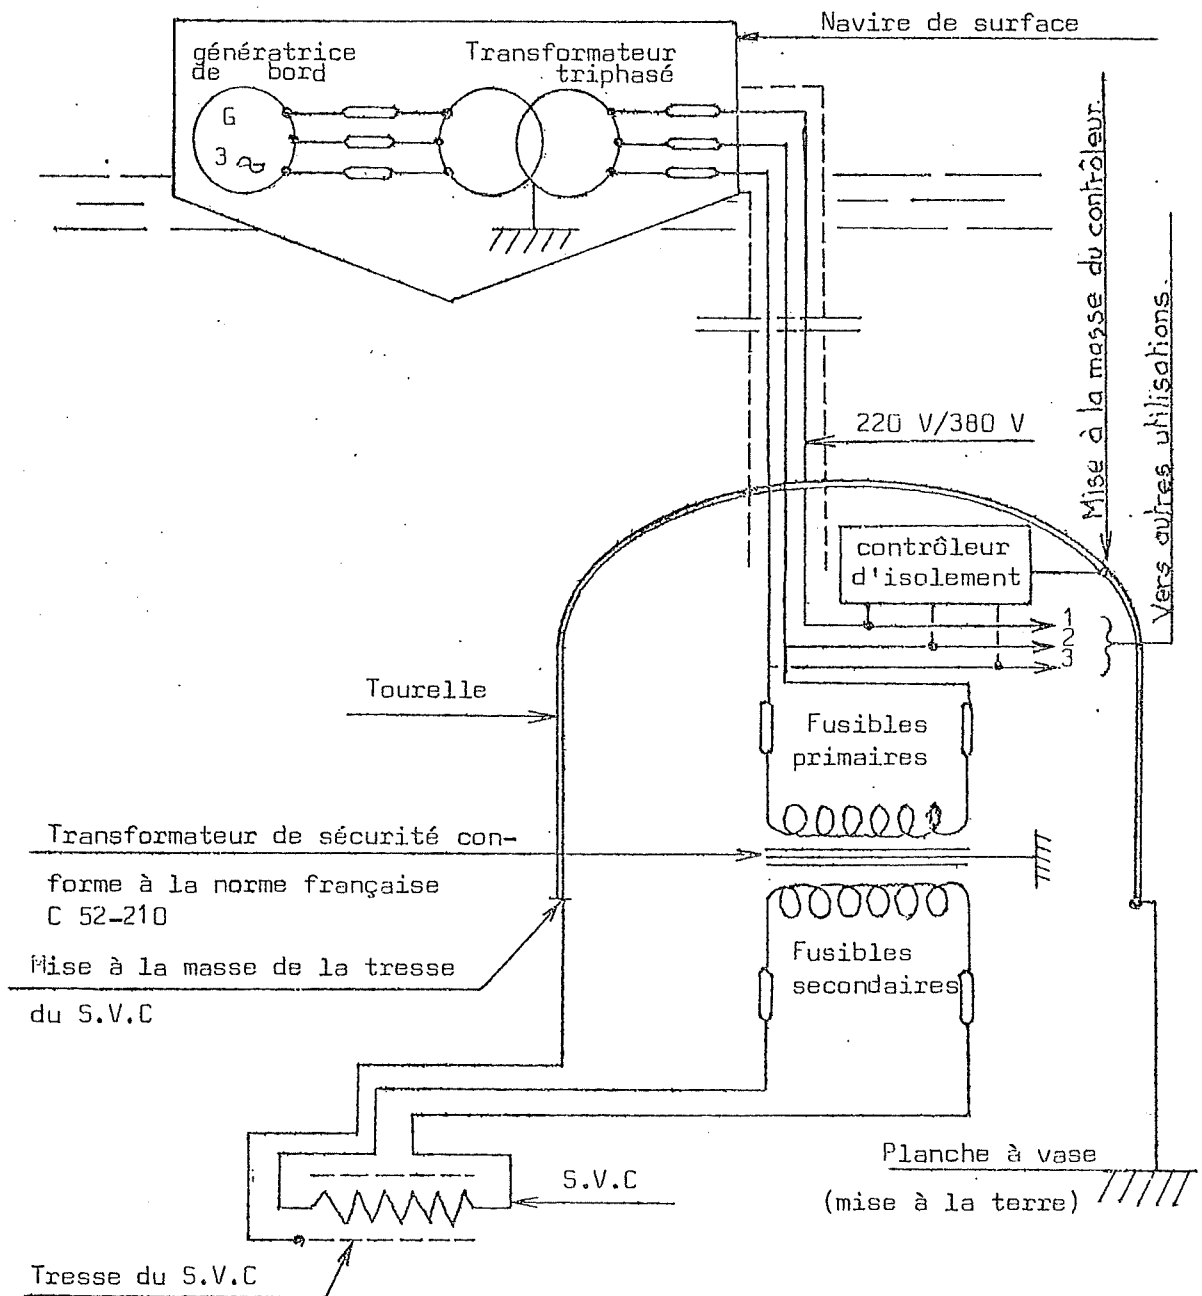 Navire de surface
génératrice
de bord
Transformateur
triphasé
G
3 ~
Mise à la masse du contrôleur.
Vers autres utilisations.
220 V/380 V
contrôleur
d'isolement
1
2
3
Tourelle
Fusibles
primaires
Transformateur de sécurité con-
forme à la norme française
C 52-210
Mise à la masse de la tresse
du S.V.C
Fusibles
secondaires
Planche à vase
(mise à la terre)
S.V.C
Tresse du S.V.C